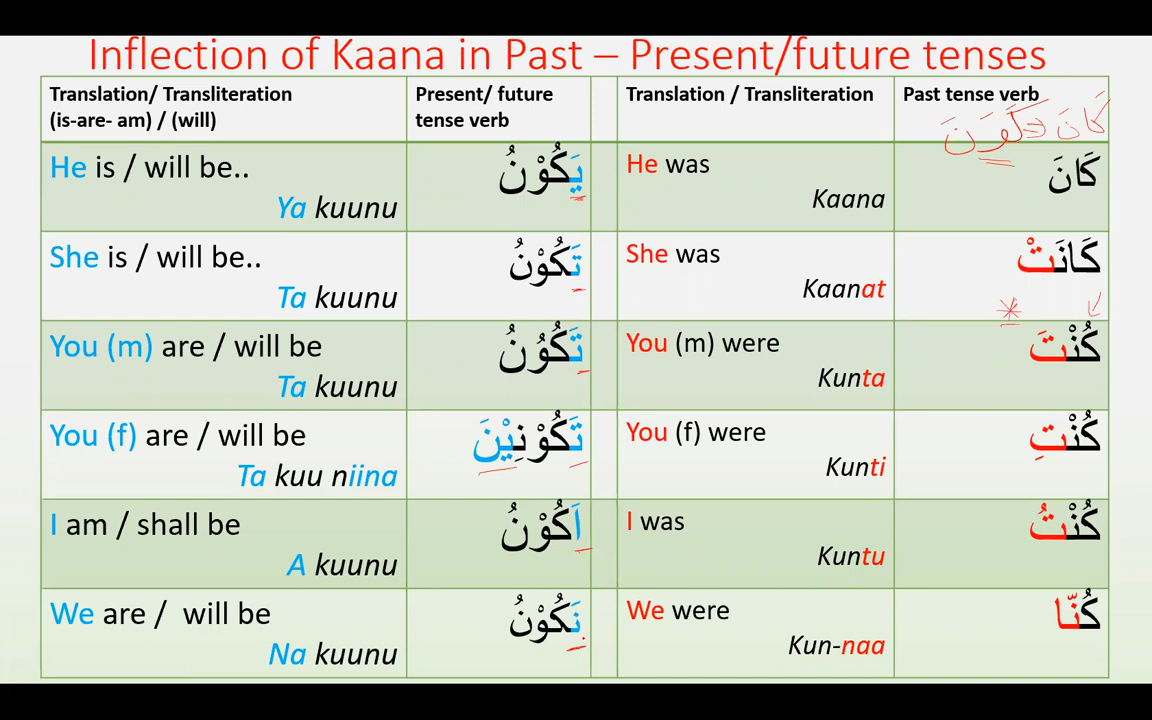 Inflection of Kaana in Past – Present/future tenses
Translation/ Transliteration
(is-are- am) / (will)
Present/ future
tense verb
Translation / Transliteration
Past tense verb
كَانَ يَكُونَ
He is / will be..
Ya kuunu
يَكُوْنُ
He was
Kaana
كَانَ
She is / will be..
Ta kuunu
تَكُوْنُ
She was
Kaanat
كَانَتْ
You (m) are / will be
Ta kuunu
تَكُوُنُ
You (m) were
Kunta
كُنْتَ
You (f) are / will be
Ta kuu niina
تَكُوْنِيْنَ
You (f) were
Kunti
كُنْتِ
I am / shall be
A kuunu
اَكُوْنُ
I was
Kuntu
كُنْتُ
We are / will be
Na kuunu
نَكُوْنُ
We were
Kun-naa
كُنَّا